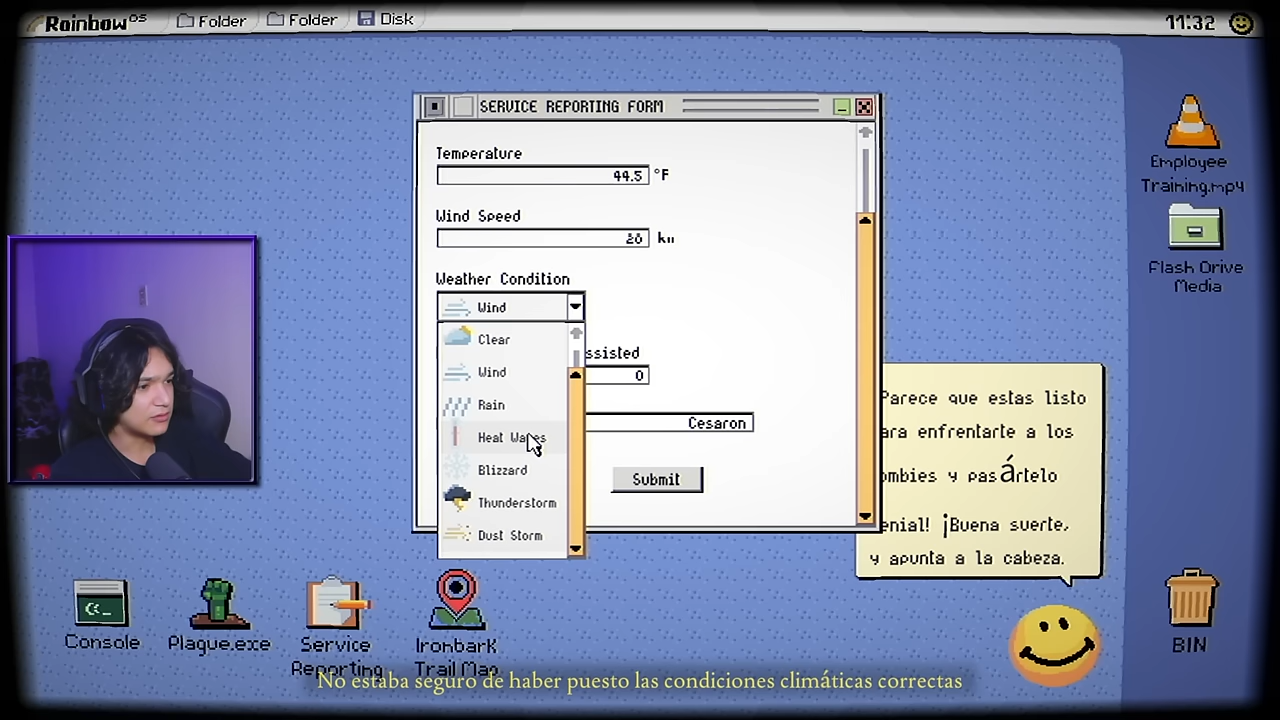 Rainbow OS
Folder
Folder
Disk
11:32
SERVICE REPORTING FORM
Temperature
44.5 °F
Wind Speed
20 kn
Weather Condition
Wind
Clear
Wind
Rain
Heat Waves
Blizzard
Thunderstorm
Dust Storm
ssisted
0
Cesaron
Submit
Employee
Training.mp4
Flash Drive
Media
Parece que estas listo
ara enfrentarte a los
ombies y pasártelo
enial! ¡Buena suerte,
y apunta a la cabeza.
Console
Plague.exe
Service
Reporting
Ironbark
Trail Map
BIN
No estaba seguro de haber puesto las condiciones climáticas correctas